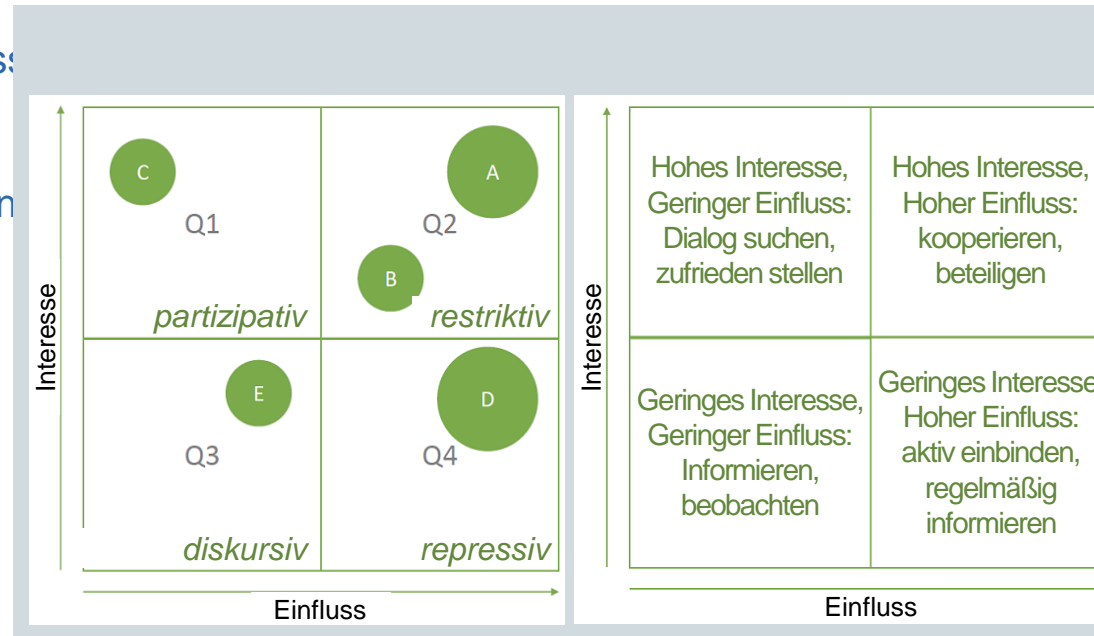 C
A
Q1
Q2
B
partizipativ
restriktiv
E
D
Q3
Q4
diskursiv
repressiv
Interesse
Einfluss
Hohes Interesse,
Geringer Einfluss:
Dialog suchen,
zufrieden stellen
Hohes Interesse,
Hoher Einfluss:
kooperieren,
beteiligen
Geringes Interesse,
Geringer Einfluss:
Informieren,
beobachten
Geringes Interesse
Hoher Einfluss:
aktiv einbinden,
regelmäßig
informieren
Interesse
Einfluss